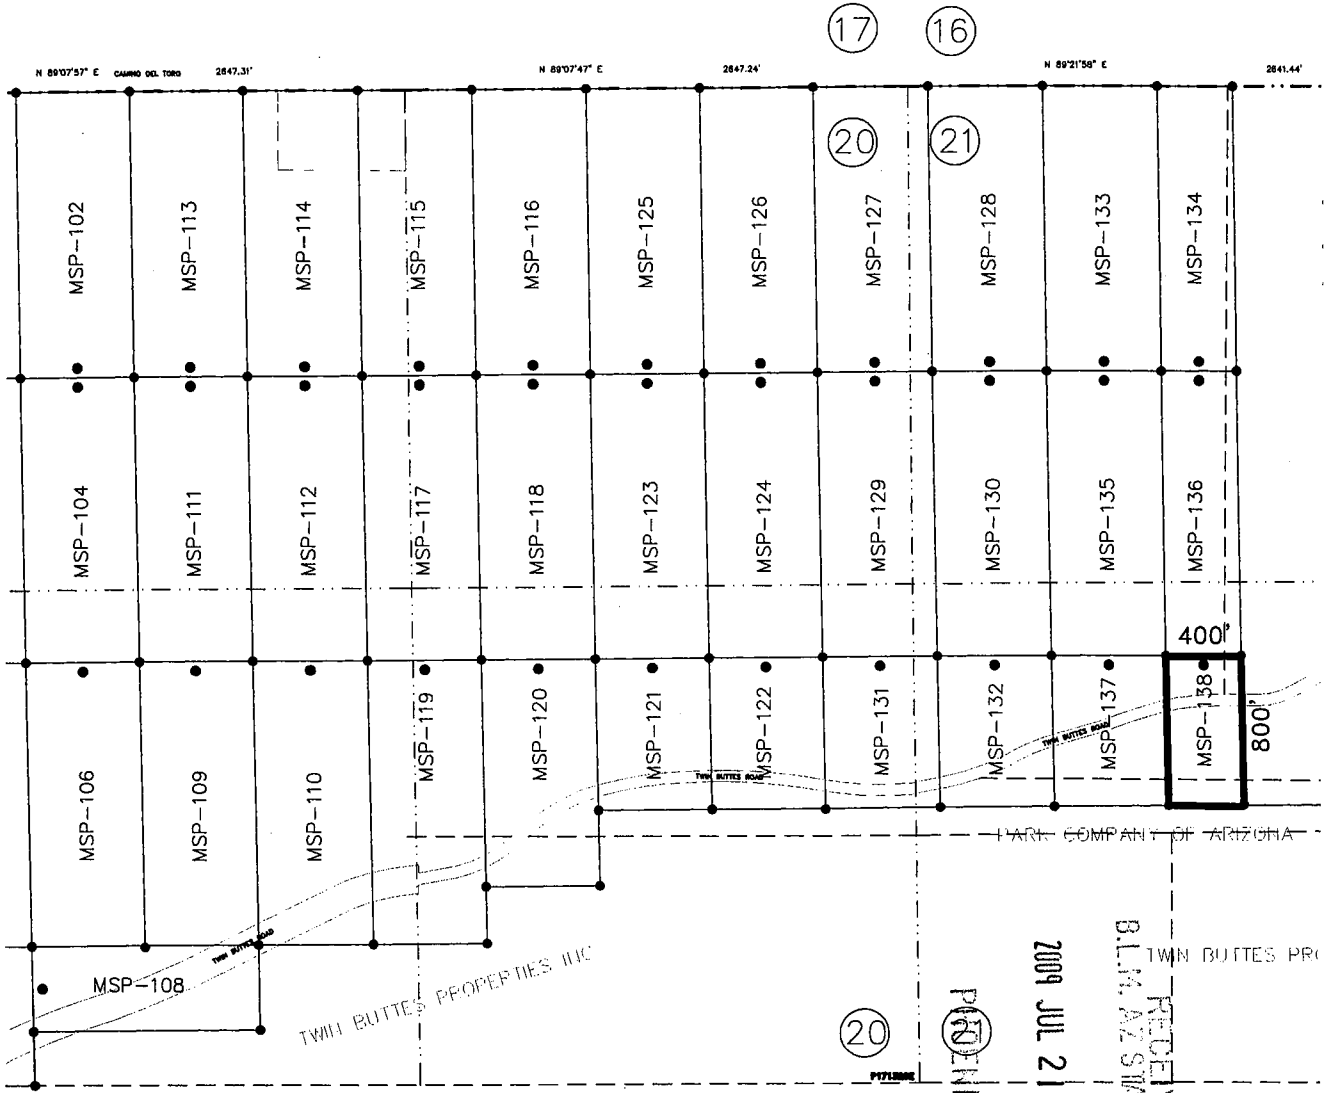 17 16
N 89°07'57" E CAMINO DEL TORO 2647.31' N 89°07'47" E 2647.24' N 89°21'58" E 2641.44'
20 21
MSP-102
MSP-113
MSP-114
MSP-115
MSP-116
MSP-125
MSP-126
MSP-127
MSP-128
MSP-133
MSP-134
MSP-104
MSP-111
MSP-112
MSP-117
MSP-118
MSP-123
MSP-124
MSP-129
MSP-130
MSP-135
MSP-136
400'
MSP-106
MSP-109
MSP-110
MSP-119
MSP-120
MSP-121
MSP-122
MSP-131
MSP-132
MSP-137
MSP-138
800'
TWIN BUTTES ROAD
TWIN BUTTES ROAD
TWIN BUTTES ROAD
PARK COMPANY OF ARIZONA
MSP-108
TWIN BUTTES PROPERTIES INC
TWIN BUTTES PRO
B.L.M. AZ
2009 JUL 21
20